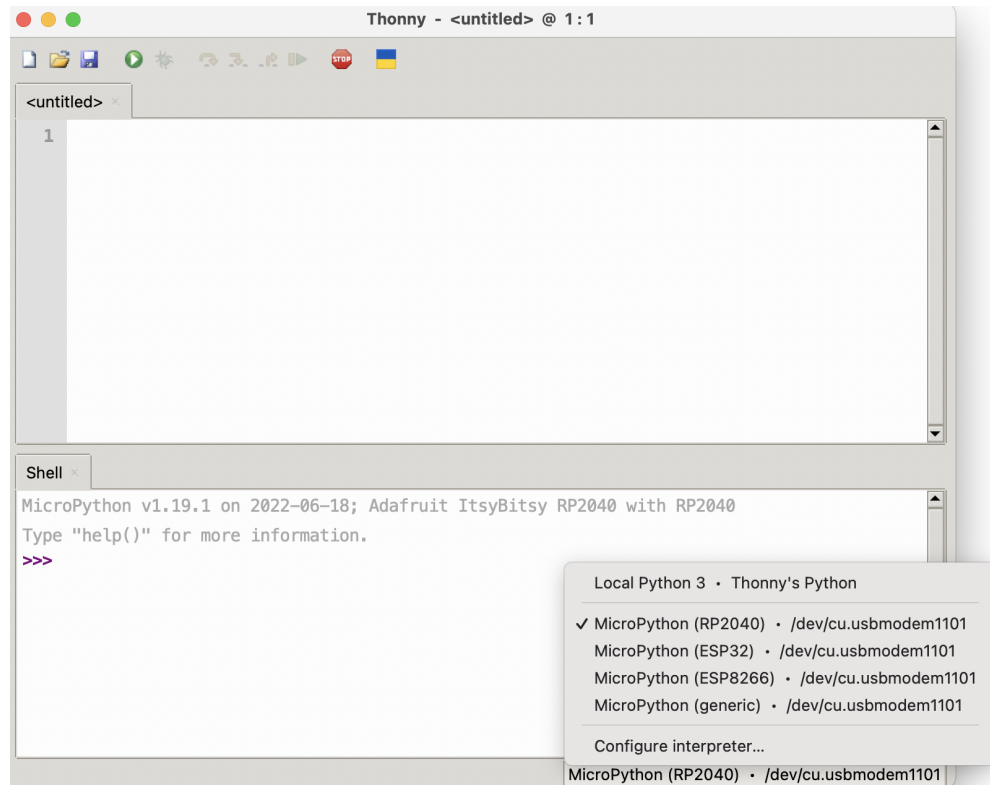 Thonny - <untitled> @ 1:1
STOP
<untitled> ×
1
Shell ×
MicroPython v1.19.1 on 2022-06-18; Adafruit ItsyBitsy RP2040 with RP2040
Type "help()" for more information.
>>>
Local Python 3 • Thonny's Python
✓ MicroPython (RP2040) • /dev/cu.usbmodem1101
MicroPython (ESP32) • /dev/cu.usbmodem1101
MicroPython (ESP8266) • /dev/cu.usbmodem1101
MicroPython (generic) • /dev/cu.usbmodem1101
Configure interpreter...
MicroPython (RP2040) • /dev/cu.usbmodem1101